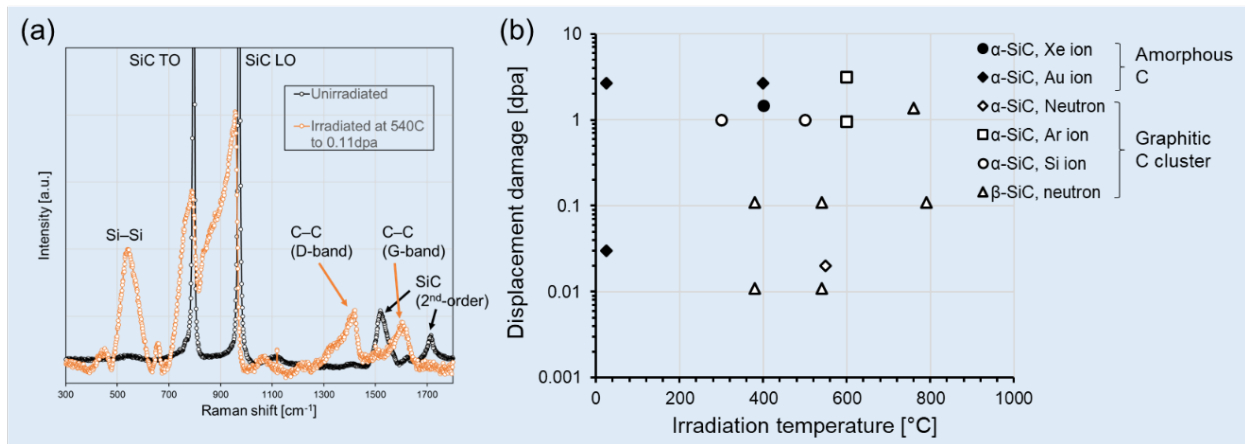 (a)
SiC TO
SiC LO
Unirradiated
Irradiated at 540C
to 0.11dpa
Si–Si
C–C
(D-band)
C–C
(G-band)
SiC
(2nd-order)
Intensity [a.u.]
300 500 700 900 1100 1300 1500 1700
Raman shift [cm-1]
(b)
Displacement damage [dpa]
10
1
0.1
0.01
0.001
0 200 400 600 800 1000
Irradiation temperature [°C]
α-SiC, Xe ion
α-SiC, Au ion
α-SiC, Neutron
α-SiC, Ar ion
α-SiC, Si ion
β-SiC, neutron
Amorphous
C
Graphitic
C cluster